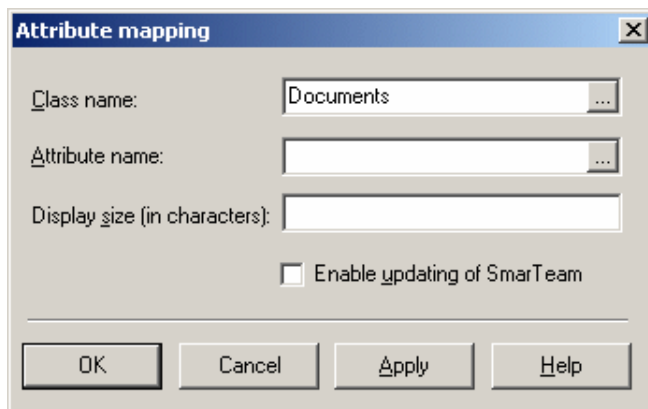 Attribute mapping
Class name:
Documents
...
Attribute name:
...
Display size (in characters):
Enable updating of SmarTeam
OK
Cancel
Apply
Help